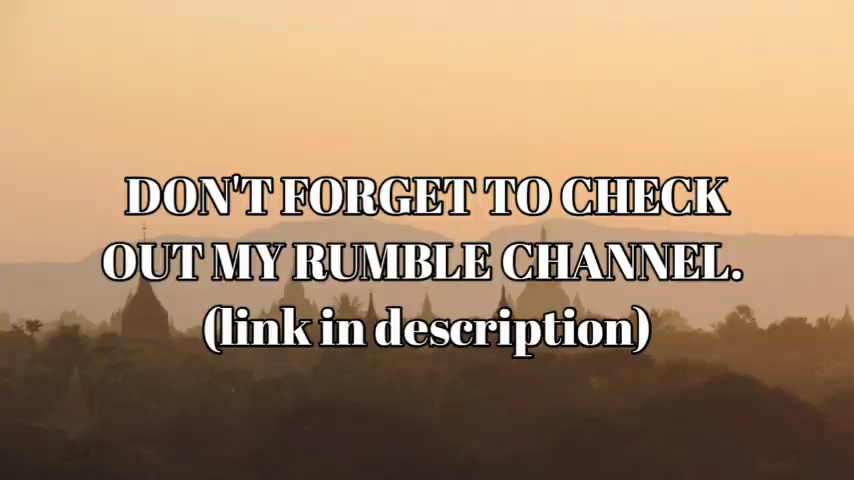 DON'T FORGET TO CHECK
OUT MY RUMBLE CHANNEL.
(link in description)